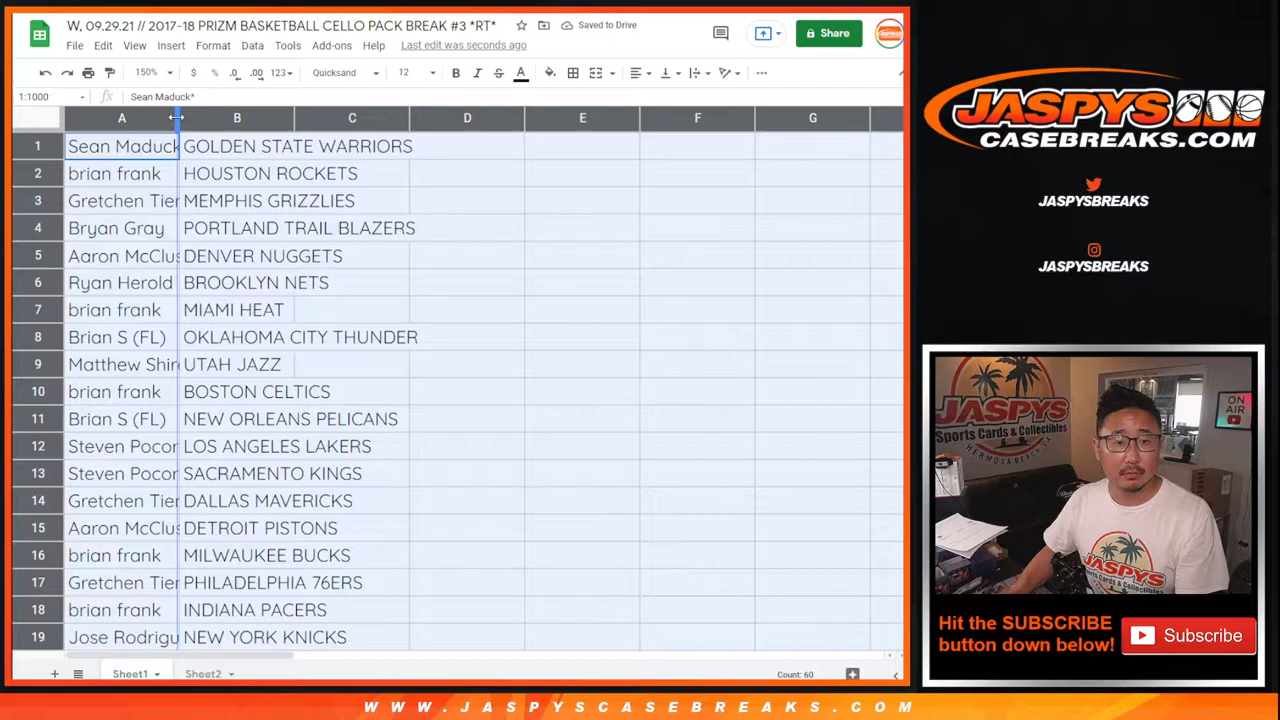 W, 09.29.21 // 2017-18 PRIZM BASKETBALL CELLO PACK BREAK #3 *RT*
Saved to Drive
File Edit View Insert Format Data Tools Add-ons Help Last edit was seconds ago
Share
JASPYS
150% $ % .0 .00 123 Quicksand 12 B I S A
1:1000 fx Sean Maduck*
A B C D E F G
1 Sean Maduck GOLDEN STATE WARRIORS
2 brian frank HOUSTON ROCKETS
3 Gretchen Tier MEMPHIS GRIZZLIES
4 Bryan Gray PORTLAND TRAIL BLAZERS
5 Aaron McClus DENVER NUGGETS
6 Ryan Herold BROOKLYN NETS
7 brian frank MIAMI HEAT
8 Brian S (FL) OKLAHOMA CITY THUNDER
9 Matthew Shir UTAH JAZZ
10 brian frank BOSTON CELTICS
11 Brian S (FL) NEW ORLEANS PELICANS
12 Steven Pocor LOS ANGELES LAKERS
13 Steven Pocor SACRAMENTO KINGS
14 Gretchen Tier DALLAS MAVERICKS
15 Aaron McClus DETROIT PISTONS
16 brian frank MILWAUKEE BUCKS
17 Gretchen Tier PHILADELPHIA 76ERS
18 brian frank INDIANA PACERS
19 Jose Rodrigu NEW YORK KNICKS
Sheet1 Sheet2 Count: 60
JASPYS
CASEBREAKS.COM
JASPYSBREAKS
JASPYSBREAKS
JASPYS
Sports Cards & Collectibles
HERMOSA BEACH CA
ON AIR
JASPYS
Hit the SUBSCRIBE
button down below!
Subscribe
WWW.JASPYSCASEBREAKS.COM